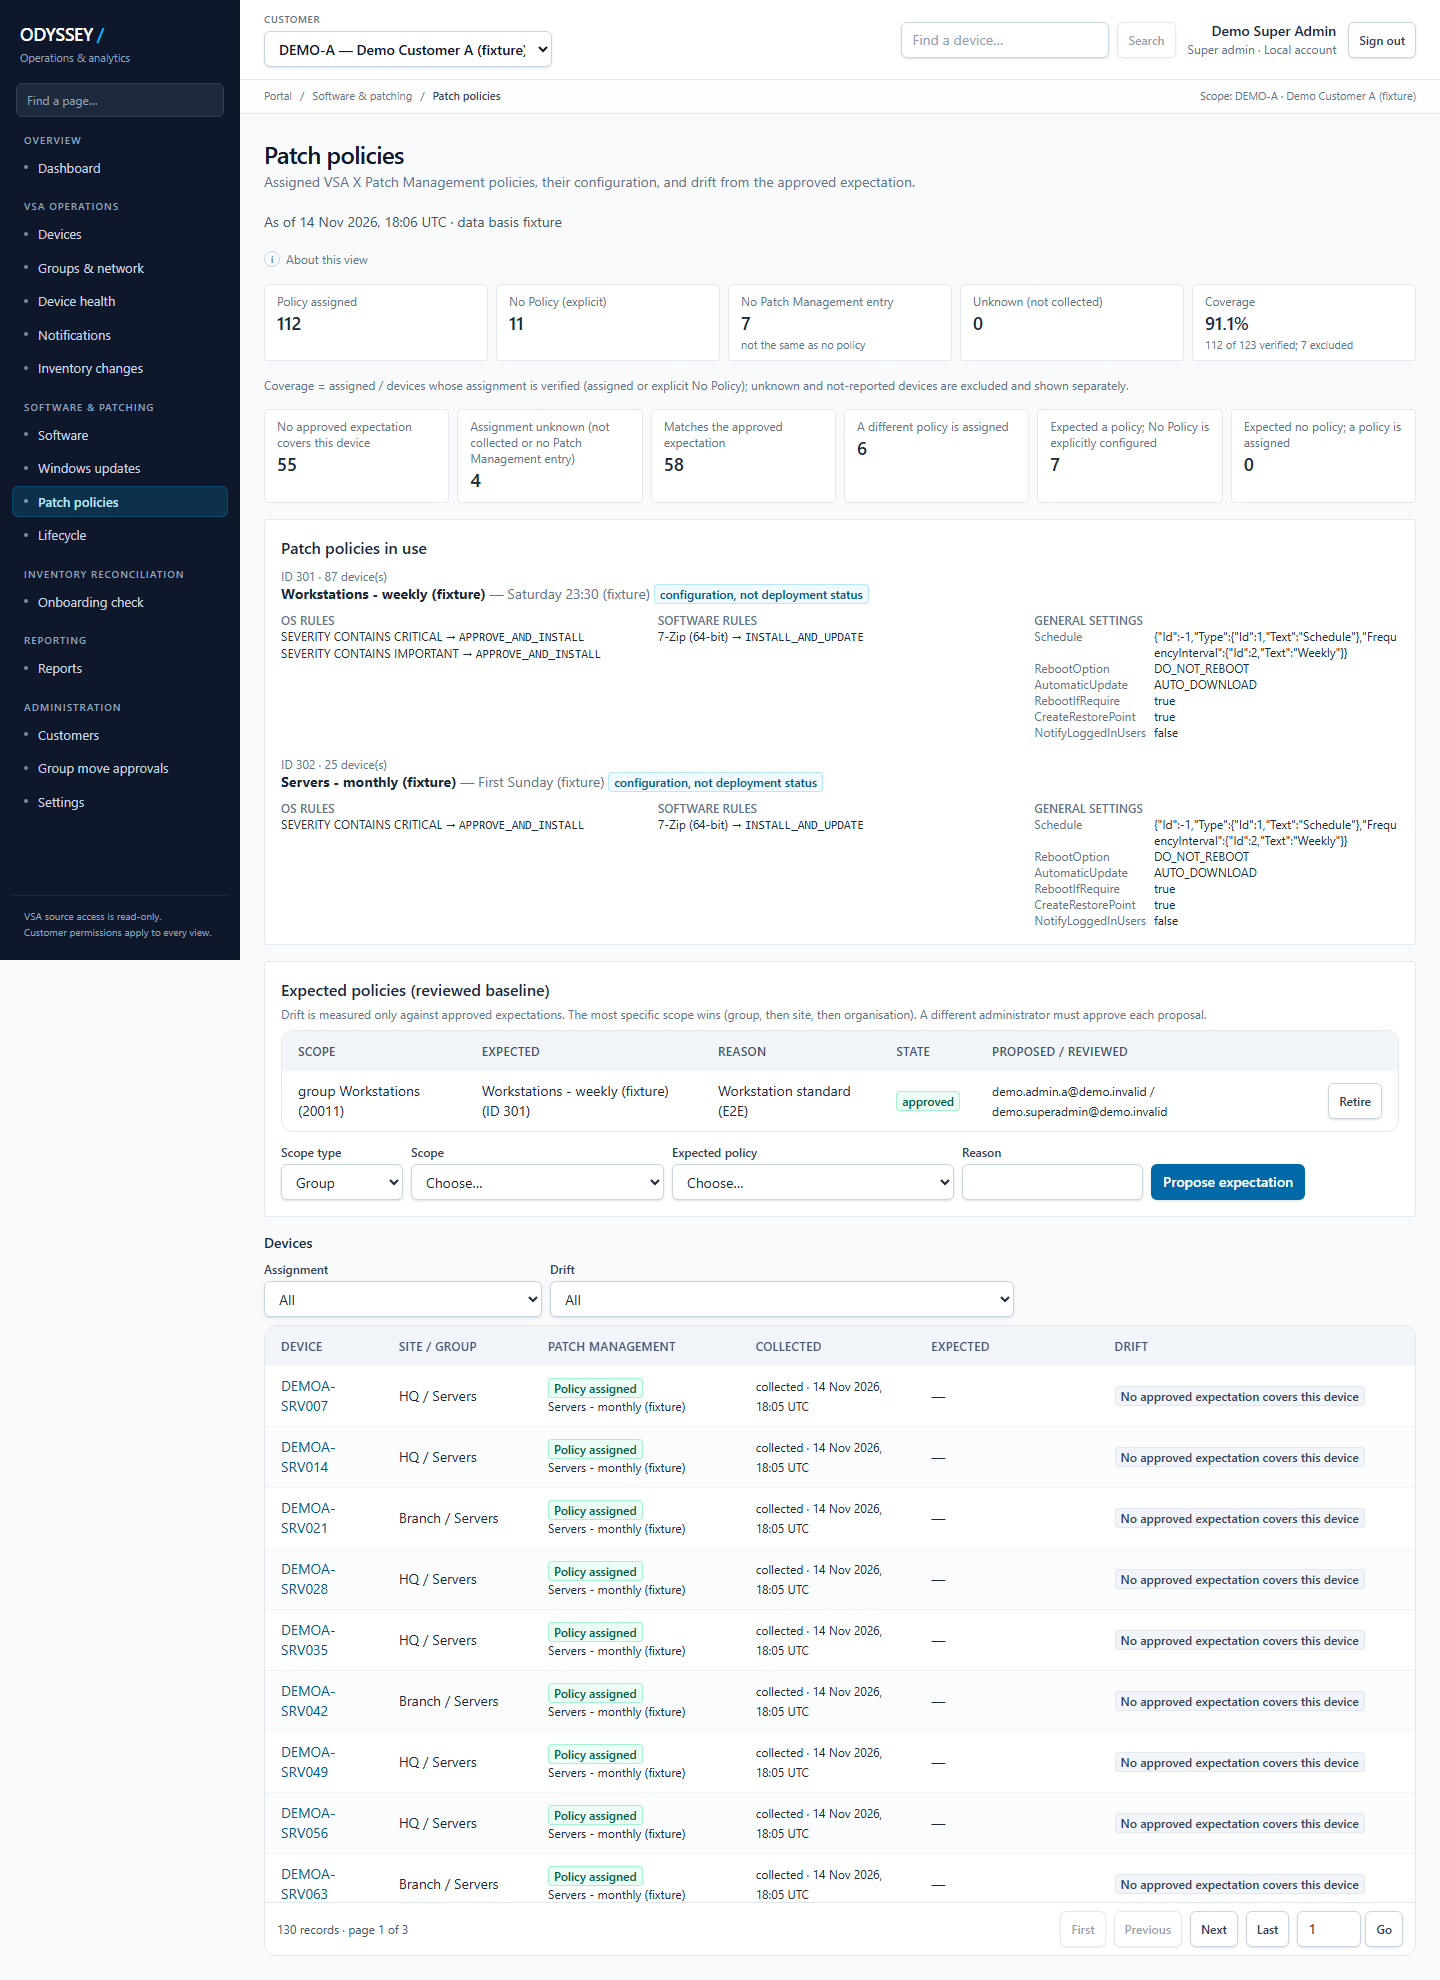 ODYSSEY /
Operations & analytics
Find a page...
OVERVIEW
Dashboard
VSA OPERATIONS
Devices
Groups & network
Device health
Notifications
Inventory changes
SOFTWARE & PATCHING
Software
Windows updates
Patch policies
Lifecycle
INVENTORY RECONCILIATION
Onboarding check
REPORTING
Reports
ADMINISTRATION
Customers
Group move approvals
Settings
VSA source access is read-only.
Customer permissions apply to every view.
CUSTOMER
DEMO-A — Demo Customer A (fixture)
Find a device...
Search
Demo Super Admin
Super admin · Local account
Sign out
Portal / Software & patching / Patch policies
Scope: DEMO-A · Demo Customer A (fixture)
Patch policies
Assigned VSA X Patch Management policies, their configuration, and drift from the approved expectation.
As of 14 Nov 2026, 18:06 UTC · data basis fixture
i About this view
Policy assigned
112
No Policy (explicit)
11
No Patch Management entry
7
not the same as no policy
Unknown (not collected)
0
Coverage
91.1%
112 of 123 verified; 7 excluded
Coverage = assigned / devices whose assignment is verified (assigned or explicit No Policy); unknown and not-reported devices are excluded and shown separately.
No approved expectation
covers this device
55
Assignment unknown (not
collected or no Patch
Management entry)
4
Matches the approved
expectation
58
A different policy is assigned
6
Expected a policy; No Policy is
explicitly configured
7
Expected no policy; a policy is
assigned
0
Patch policies in use
ID 301 · 87 device(s)
Workstations - weekly (fixture) — Saturday 23:30 (fixture) configuration, not deployment status
OS RULES
SEVERITY CONTAINS CRITICAL → APPROVE_AND_INSTALL
SEVERITY CONTAINS IMPORTANT → APPROVE_AND_INSTALL
SOFTWARE RULES
7-Zip (64-bit) → INSTALL_AND_UPDATE
GENERAL SETTINGS
Schedule {"Id":-1,"Type":{"Id":1,"Text":"Schedule"},"Frequ
encyInterval":{"Id":2,"Text":"Weekly"}}
RebootOption DO_NOT_REBOOT
AutomaticUpdate AUTO_DOWNLOAD
RebootIfRequire true
CreateRestorePoint true
NotifyLoggedInUsers false
ID 302 · 25 device(s)
Servers - monthly (fixture) — First Sunday (fixture) configuration, not deployment status
OS RULES
SEVERITY CONTAINS CRITICAL → APPROVE_AND_INSTALL
SOFTWARE RULES
7-Zip (64-bit) → INSTALL_AND_UPDATE
GENERAL SETTINGS
Schedule {"Id":-1,"Type":{"Id":1,"Text":"Schedule"},"Frequ
encyInterval":{"Id":2,"Text":"Weekly"}}
RebootOption DO_NOT_REBOOT
AutomaticUpdate AUTO_DOWNLOAD
RebootIfRequire true
CreateRestorePoint true
NotifyLoggedInUsers false
Expected policies (reviewed baseline)
Drift is measured only against approved expectations. The most specific scope wins (group, then site, then organisation). A different administrator must approve each proposal.
SCOPE EXPECTED REASON STATE PROPOSED / REVIEWED
group Workstations
(20011)
Workstations - weekly (fixture)
(ID 301)
Workstation standard
(E2E)
approved
demo.admin.a@demo.invalid /
demo.superadmin@demo.invalid
Retire
Scope type
Group
Scope
Choose...
Expected policy
Choose...
Reason
Propose expectation
Devices
Assignment
All
Drift
All
DEVICE SITE / GROUP PATCH MANAGEMENT COLLECTED EXPECTED DRIFT
DEMOA-
SRV007
HQ / Servers
Policy assigned
Servers - monthly (fixture)
collected · 14 Nov 2026,
18:05 UTC
—
No approved expectation covers this device
DEMOA-
SRV014
HQ / Servers
Policy assigned
Servers - monthly (fixture)
collected · 14 Nov 2026,
18:05 UTC
—
No approved expectation covers this device
DEMOA-
SRV021
Branch / Servers
Policy assigned
Servers - monthly (fixture)
collected · 14 Nov 2026,
18:05 UTC
—
No approved expectation covers this device
DEMOA-
SRV028
HQ / Servers
Policy assigned
Servers - monthly (fixture)
collected · 14 Nov 2026,
18:05 UTC
—
No approved expectation covers this device
DEMOA-
SRV035
HQ / Servers
Policy assigned
Servers - monthly (fixture)
collected · 14 Nov 2026,
18:05 UTC
—
No approved expectation covers this device
DEMOA-
SRV042
Branch / Servers
Policy assigned
Servers - monthly (fixture)
collected · 14 Nov 2026,
18:05 UTC
—
No approved expectation covers this device
DEMOA-
SRV049
HQ / Servers
Policy assigned
Servers - monthly (fixture)
collected · 14 Nov 2026,
18:05 UTC
—
No approved expectation covers this device
DEMOA-
SRV056
HQ / Servers
Policy assigned
Servers - monthly (fixture)
collected · 14 Nov 2026,
18:05 UTC
—
No approved expectation covers this device
DEMOA-
SRV063
Branch / Servers
Policy assigned
Servers - monthly (fixture)
collected · 14 Nov 2026,
18:05 UTC
—
No approved expectation covers this device
130 records · page 1 of 3
First Previous Next Last 1 Go